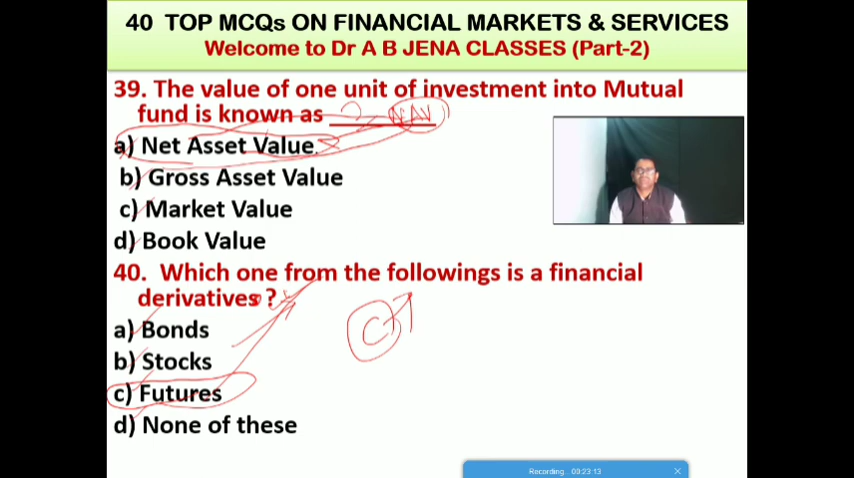 40 TOP MCQs ON FINANCIAL MARKETS & SERVICES
Welcome to Dr A B JENA CLASSES (Part-2)
39. The value of one unit of investment into Mutual
fund is known as ? NAV
a) Net Asset Value.
b) Gross Asset Value
c) Market Value
d) Book Value
40. Which one from the followings is a financial
derivatives ?
a) Bonds
b) Stocks
c) Futures
d) None of these
C
Recording... 00:23:13